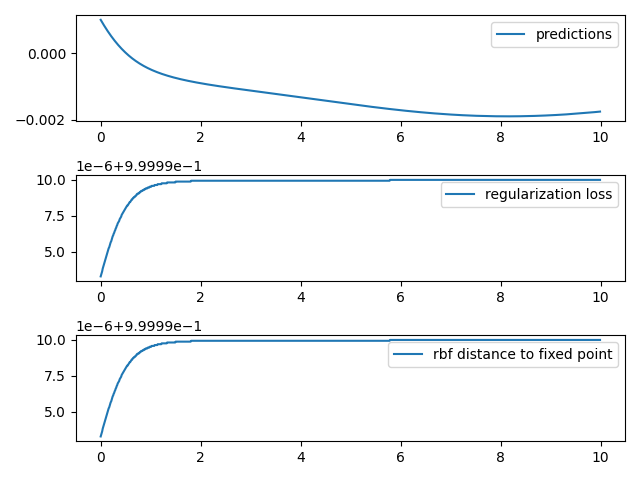 predictions
0.000
−0.002
0 2 4 6 8 10
1e−6+9.9999e−1
10.0
regularization loss
7.5
5.0
0 2 4 6 8 10
1e−6+9.9999e−1
10.0
rbf distance to fixed point
7.5
5.0
0 2 4 6 8 10